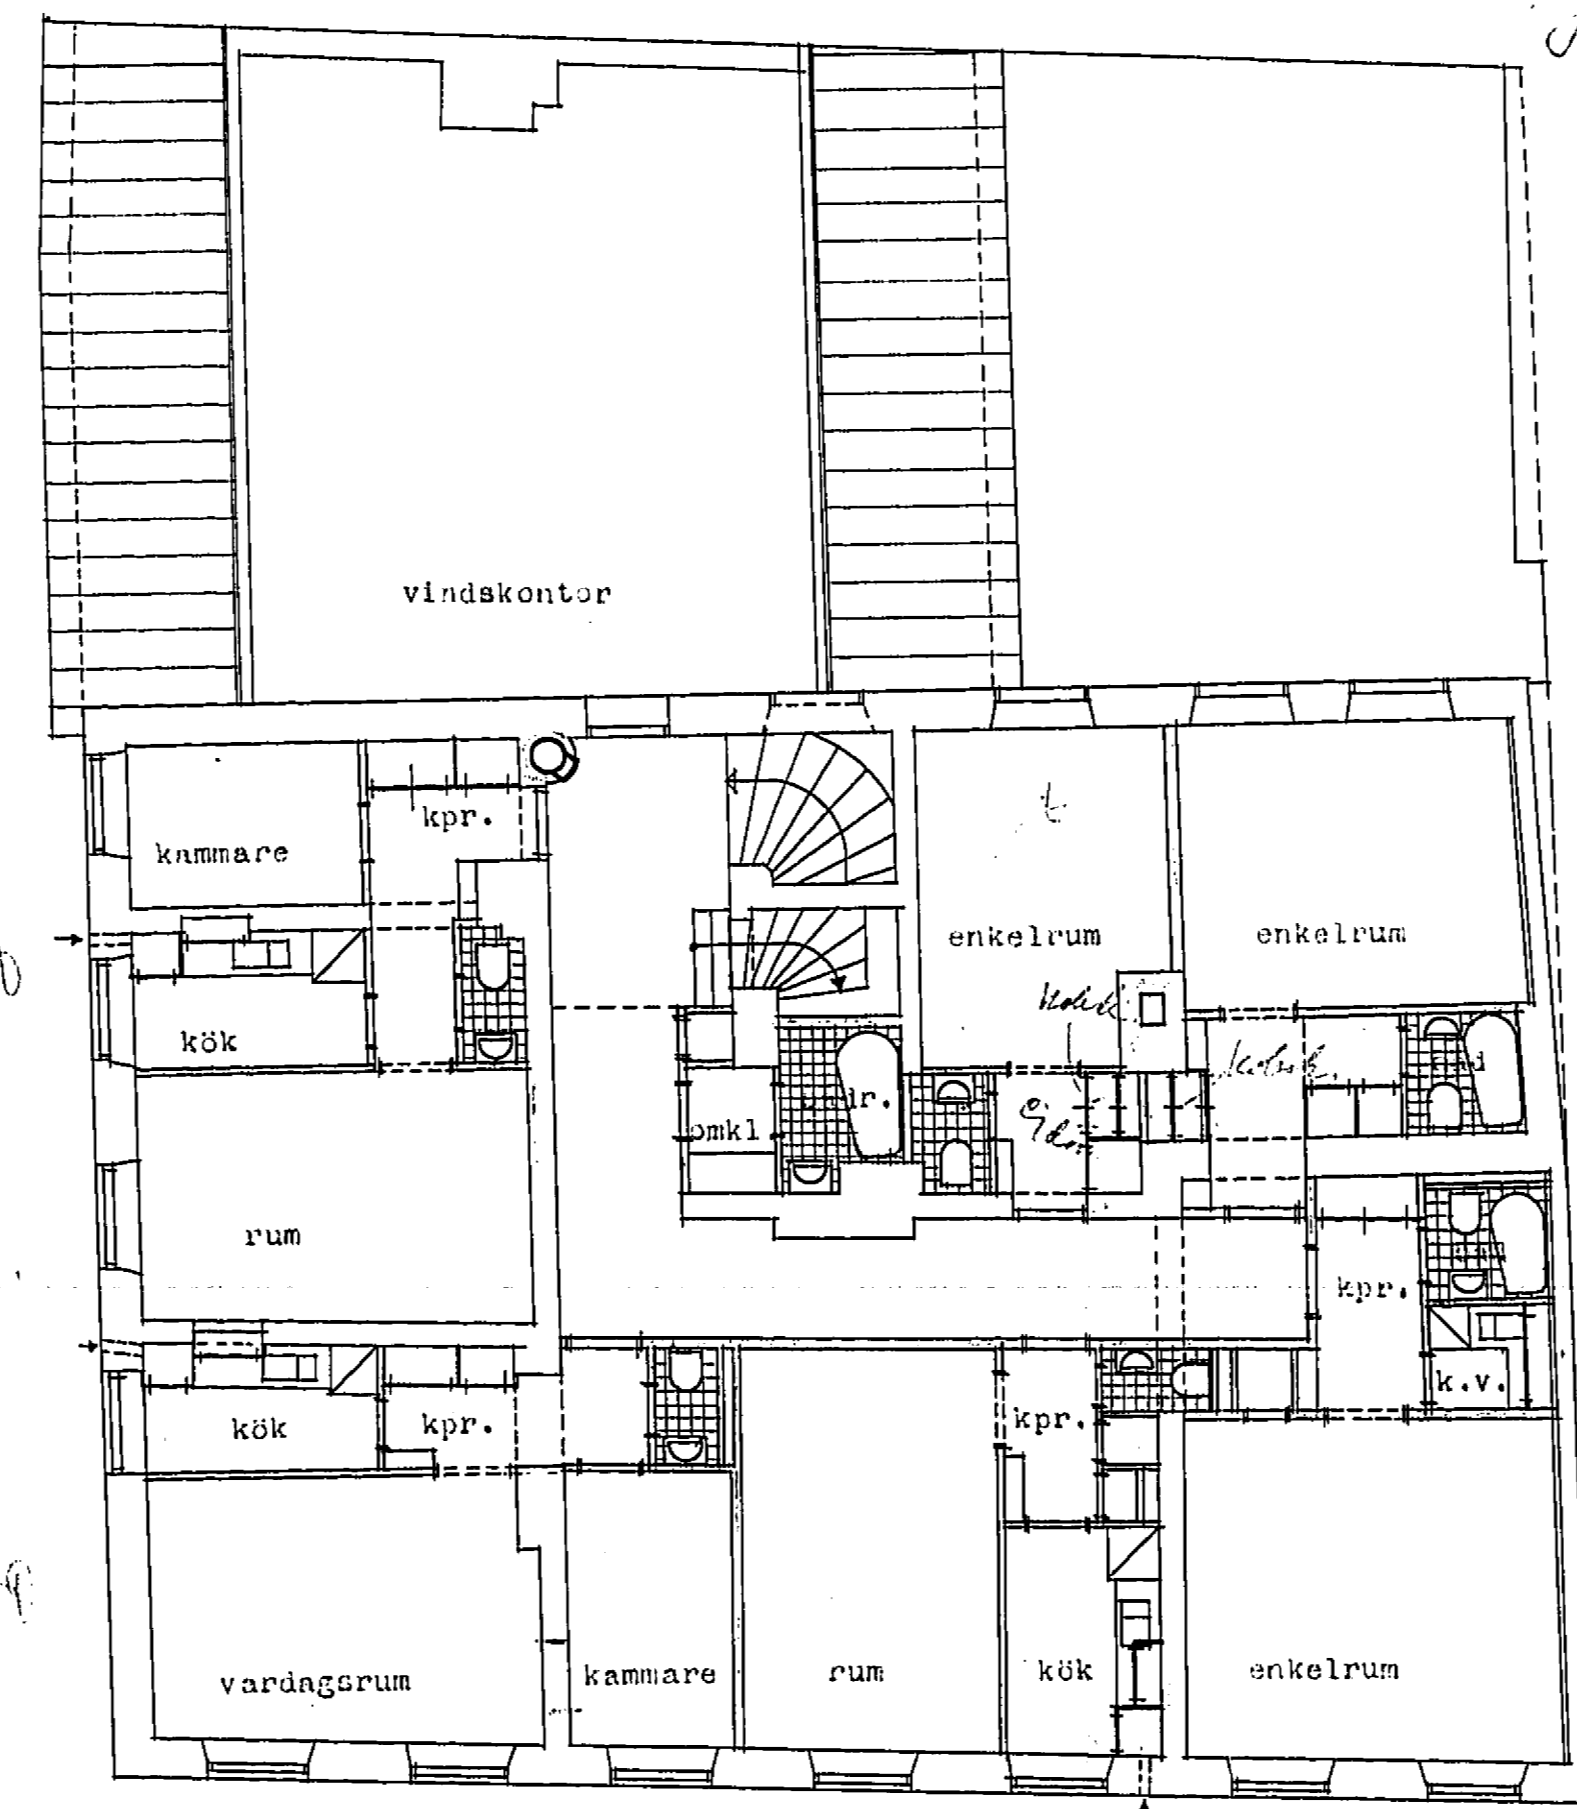 vindskontor
kammare
kpr.
enkelrum
enkelrum
kök
omkl
rum
kpr.
kök
kpr.
kpr.
k.v.
vardagsrum
kammare
rum
kök
enkelrum